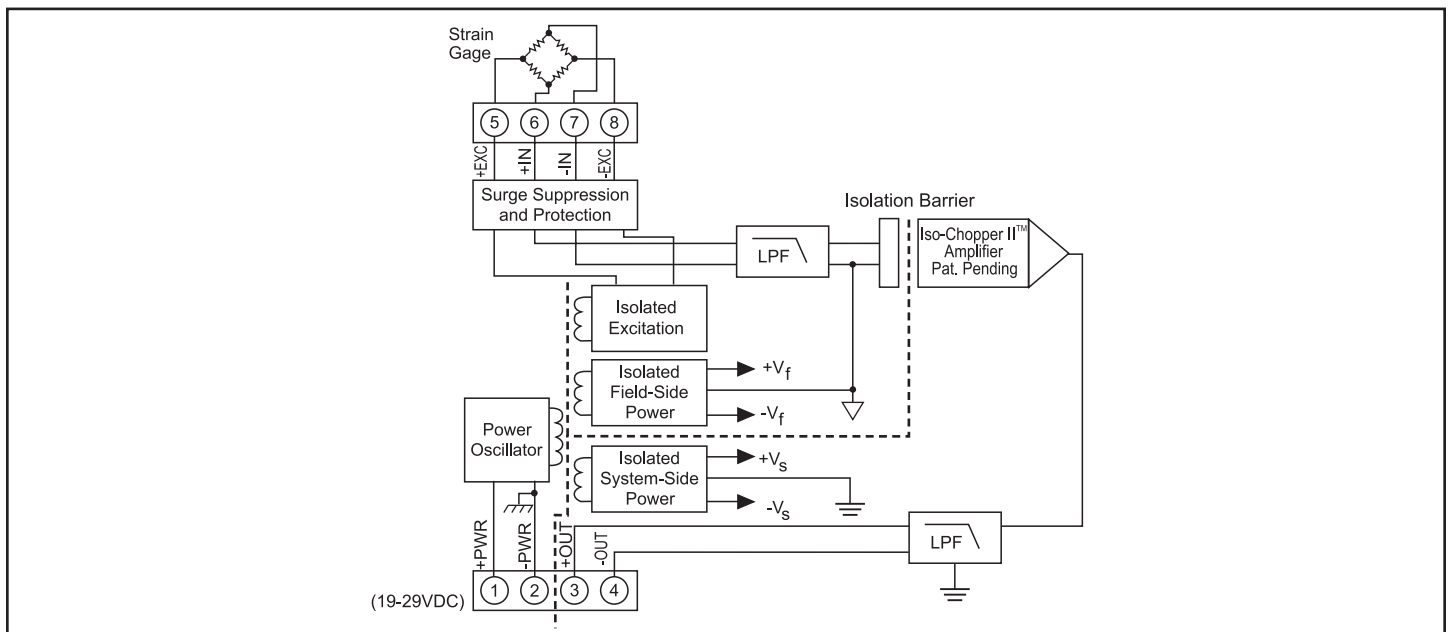 Strain
Gage
5 6 7 8
+EXC
+IN
-IN
-EXC
Surge Suppression
and Protection
Isolation Barrier
LPF
Iso-Chopper II™
Amplifier
Pat. Pending
Isolated
Excitation
Isolated
Field-Side
Power
+Vf
-Vf
Power
Oscillator
Isolated
System-Side
Power
+Vs
-Vs
+PWR
-PWR
+OUT
-OUT
LPF
(19-29VDC)
1 2 3 4